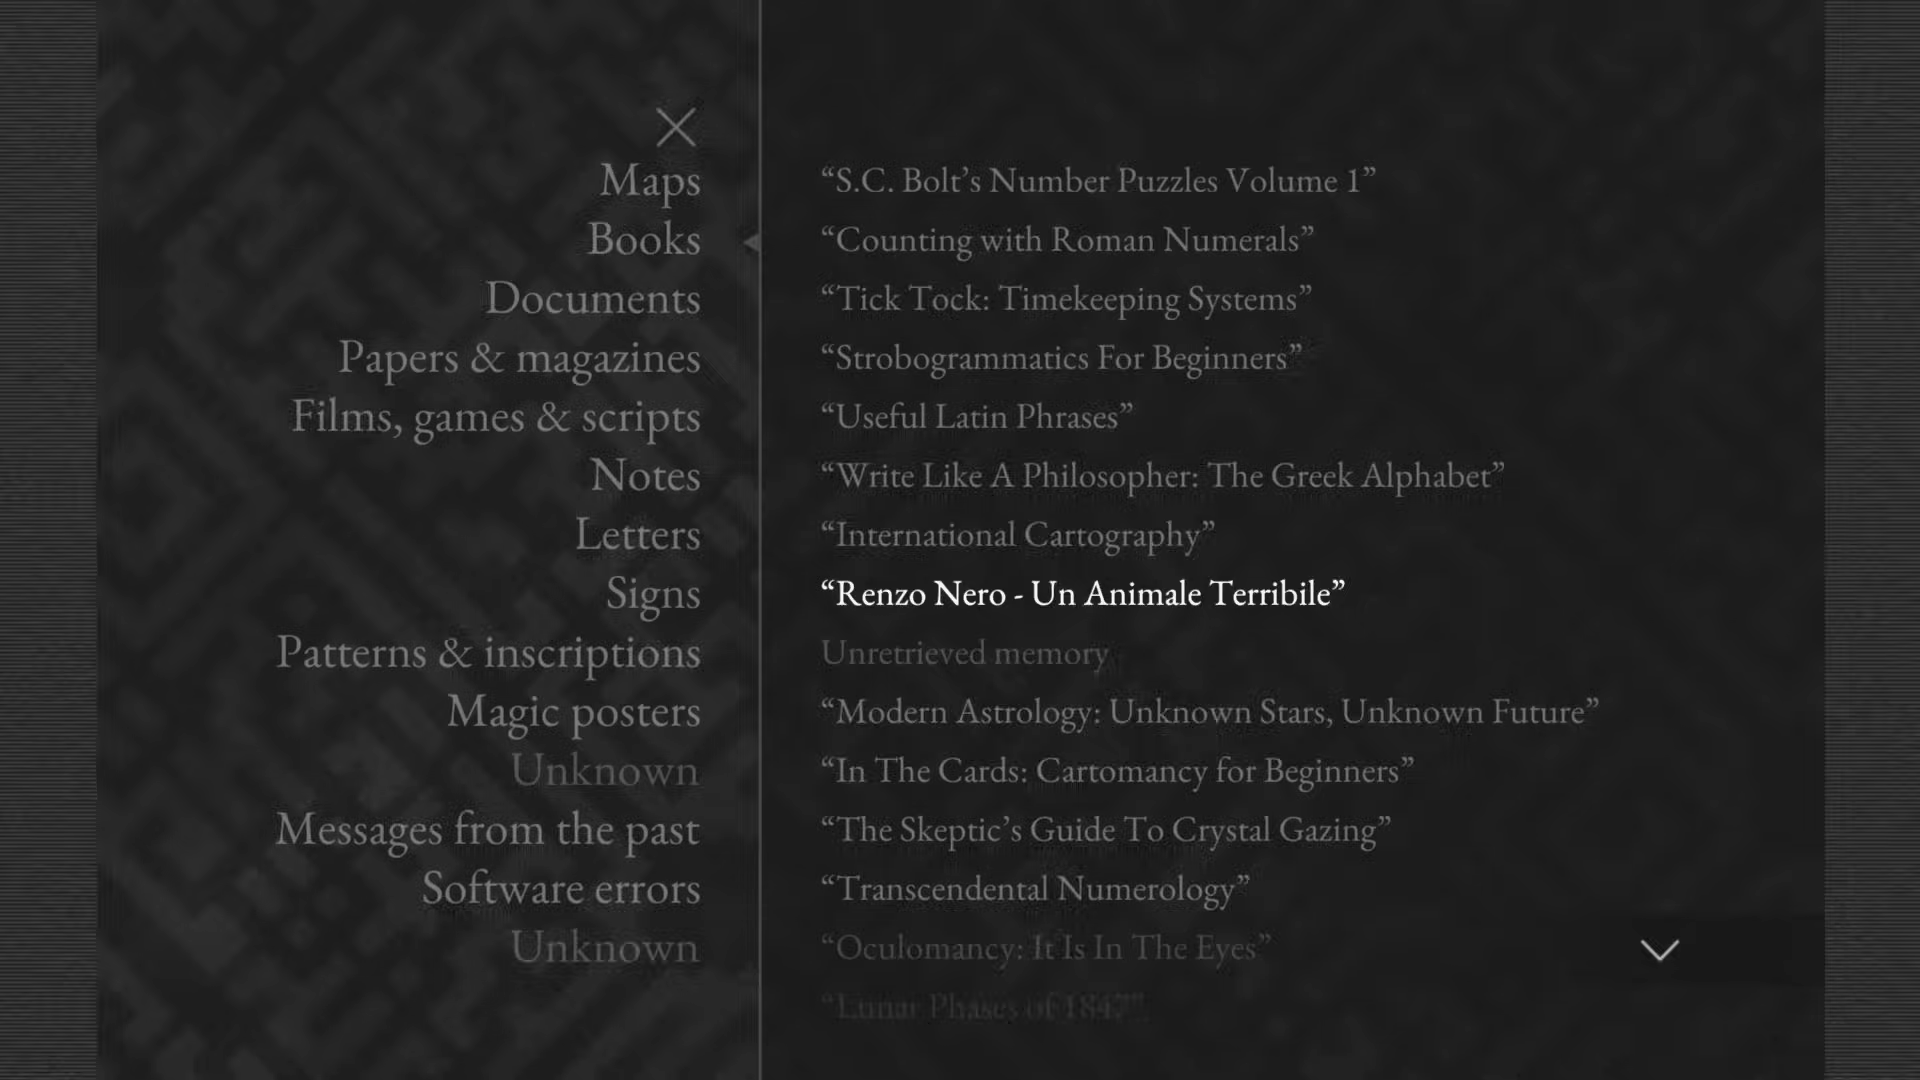 Maps
Books
Documents
Papers & magazines
Films, games & scripts
Notes
Letters
Signs
Patterns & inscriptions
Magic posters
Unknown
Messages from the past
Software errors
Unknown
“S.C. Bolt’s Number Puzzles Volume 1”
“Counting with Roman Numerals”
“Tick Tock: Timekeeping Systems”
“Strobogrammatics For Beginners”
“Useful Latin Phrases”
“Write Like A Philosopher: The Greek Alphabet”
“International Cartography”
“Renzo Nero - Un Animale Terribile”
Unretrieved memory
“Modern Astrology: Unknown Stars, Unknown Future”
“In The Cards: Cartomancy for Beginners”
“The Skeptic’s Guide To Crystal Gazing”
“Transcendental Numerology”
“Oculomancy: It Is In The Eyes”
“Lunar Phases of 1847”